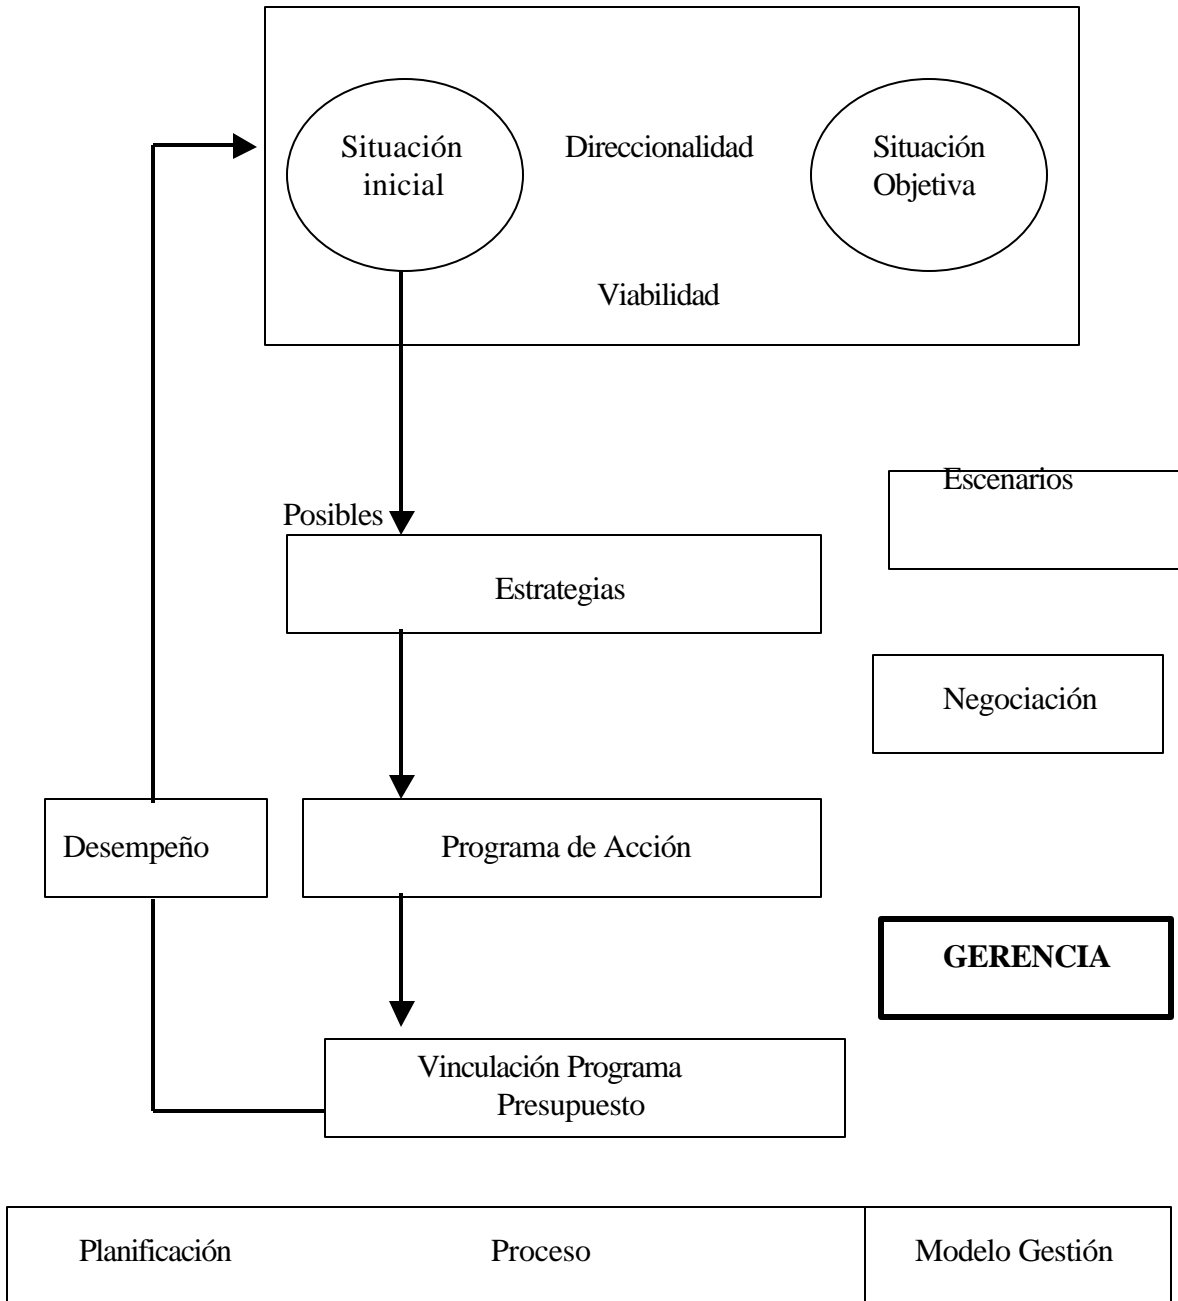 Situación
inicial
Direccionalidad
Situación
Objetiva
Viabilidad
Escenarios
Posibles
Estrategias
Negociación
Desempeño
Programa de Acción
GERENCIA
Vinculación Programa
Presupuesto
Planificación
Proceso
Modelo Gestión